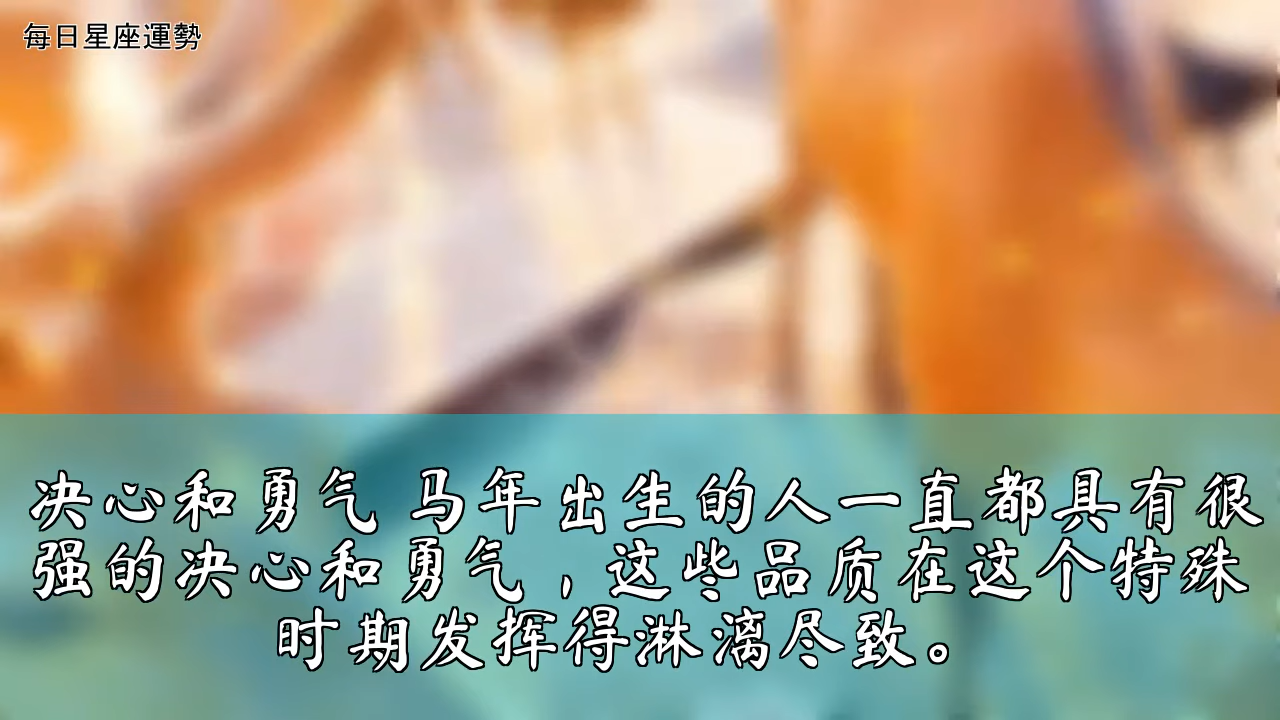 每日星座運勢
决心和勇气 马年出生的人一直都具有很
强的决心和勇气，这些品质在这个特殊
时期发挥得淋漓尽致。